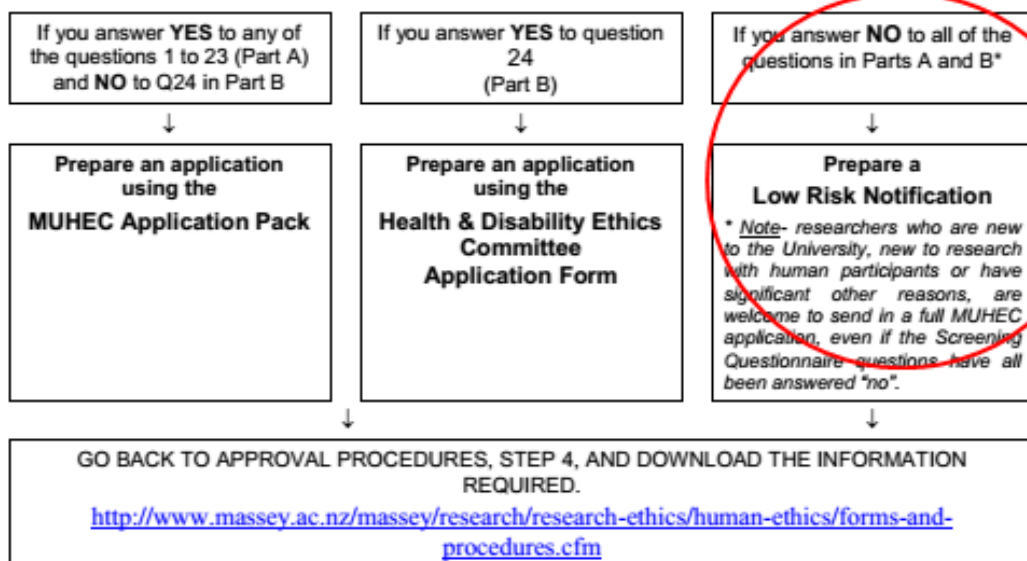 If you answer YES to any of
the questions 1 to 23 (Part A)
and NO to Q24 in Part B
If you answer YES to question
24
(Part B)
If you answer NO to all of the
questions in Parts A and B*
↓
↓
↓
Prepare an application
using the
MUHEC Application Pack
Prepare an application
using the
Health & Disability Ethics
Committee
Application Form
Prepare a
Low Risk Notification
* Note- researchers who are new
to the University, new to research
with human participants or have
significant other reasons, are
welcome to send in a full MUHEC
application, even if the Screening
Questionnaire questions have all
been answered "no".
↓
↓
GO BACK TO APPROVAL PROCEDURES, STEP 4, AND DOWNLOAD THE INFORMATION
REQUIRED.
http://www.massey.ac.nz/massey/research/research-ethics/human-ethics/forms-and-
procedures.cfm